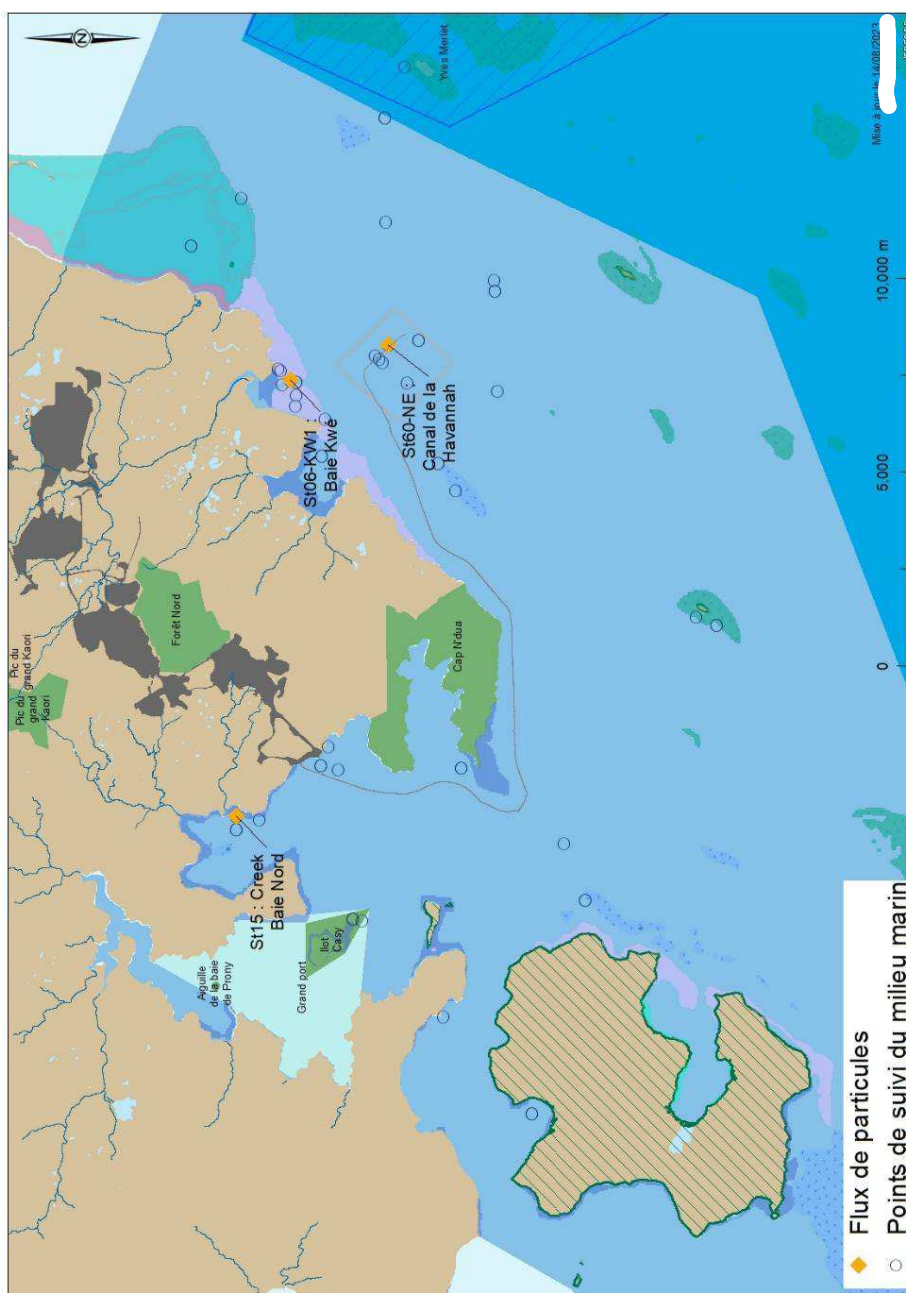 Pic du
grand Kaori
Pic du
grand
Kaori
Forêt Nord
Aiguille
de la baie
de Prony
Grand port
Ilot
Casy
St15 : Creek
Baie Nord
St06-KW1 :
Baie Kwé
St60-NE :
Canal de la
Havannah
Cap N'dua
Yves Merlet
Flux de particules
Points de suivi du milieu marin
0
5,000
10,000 m
Mise à jour le 14/08/2023
N